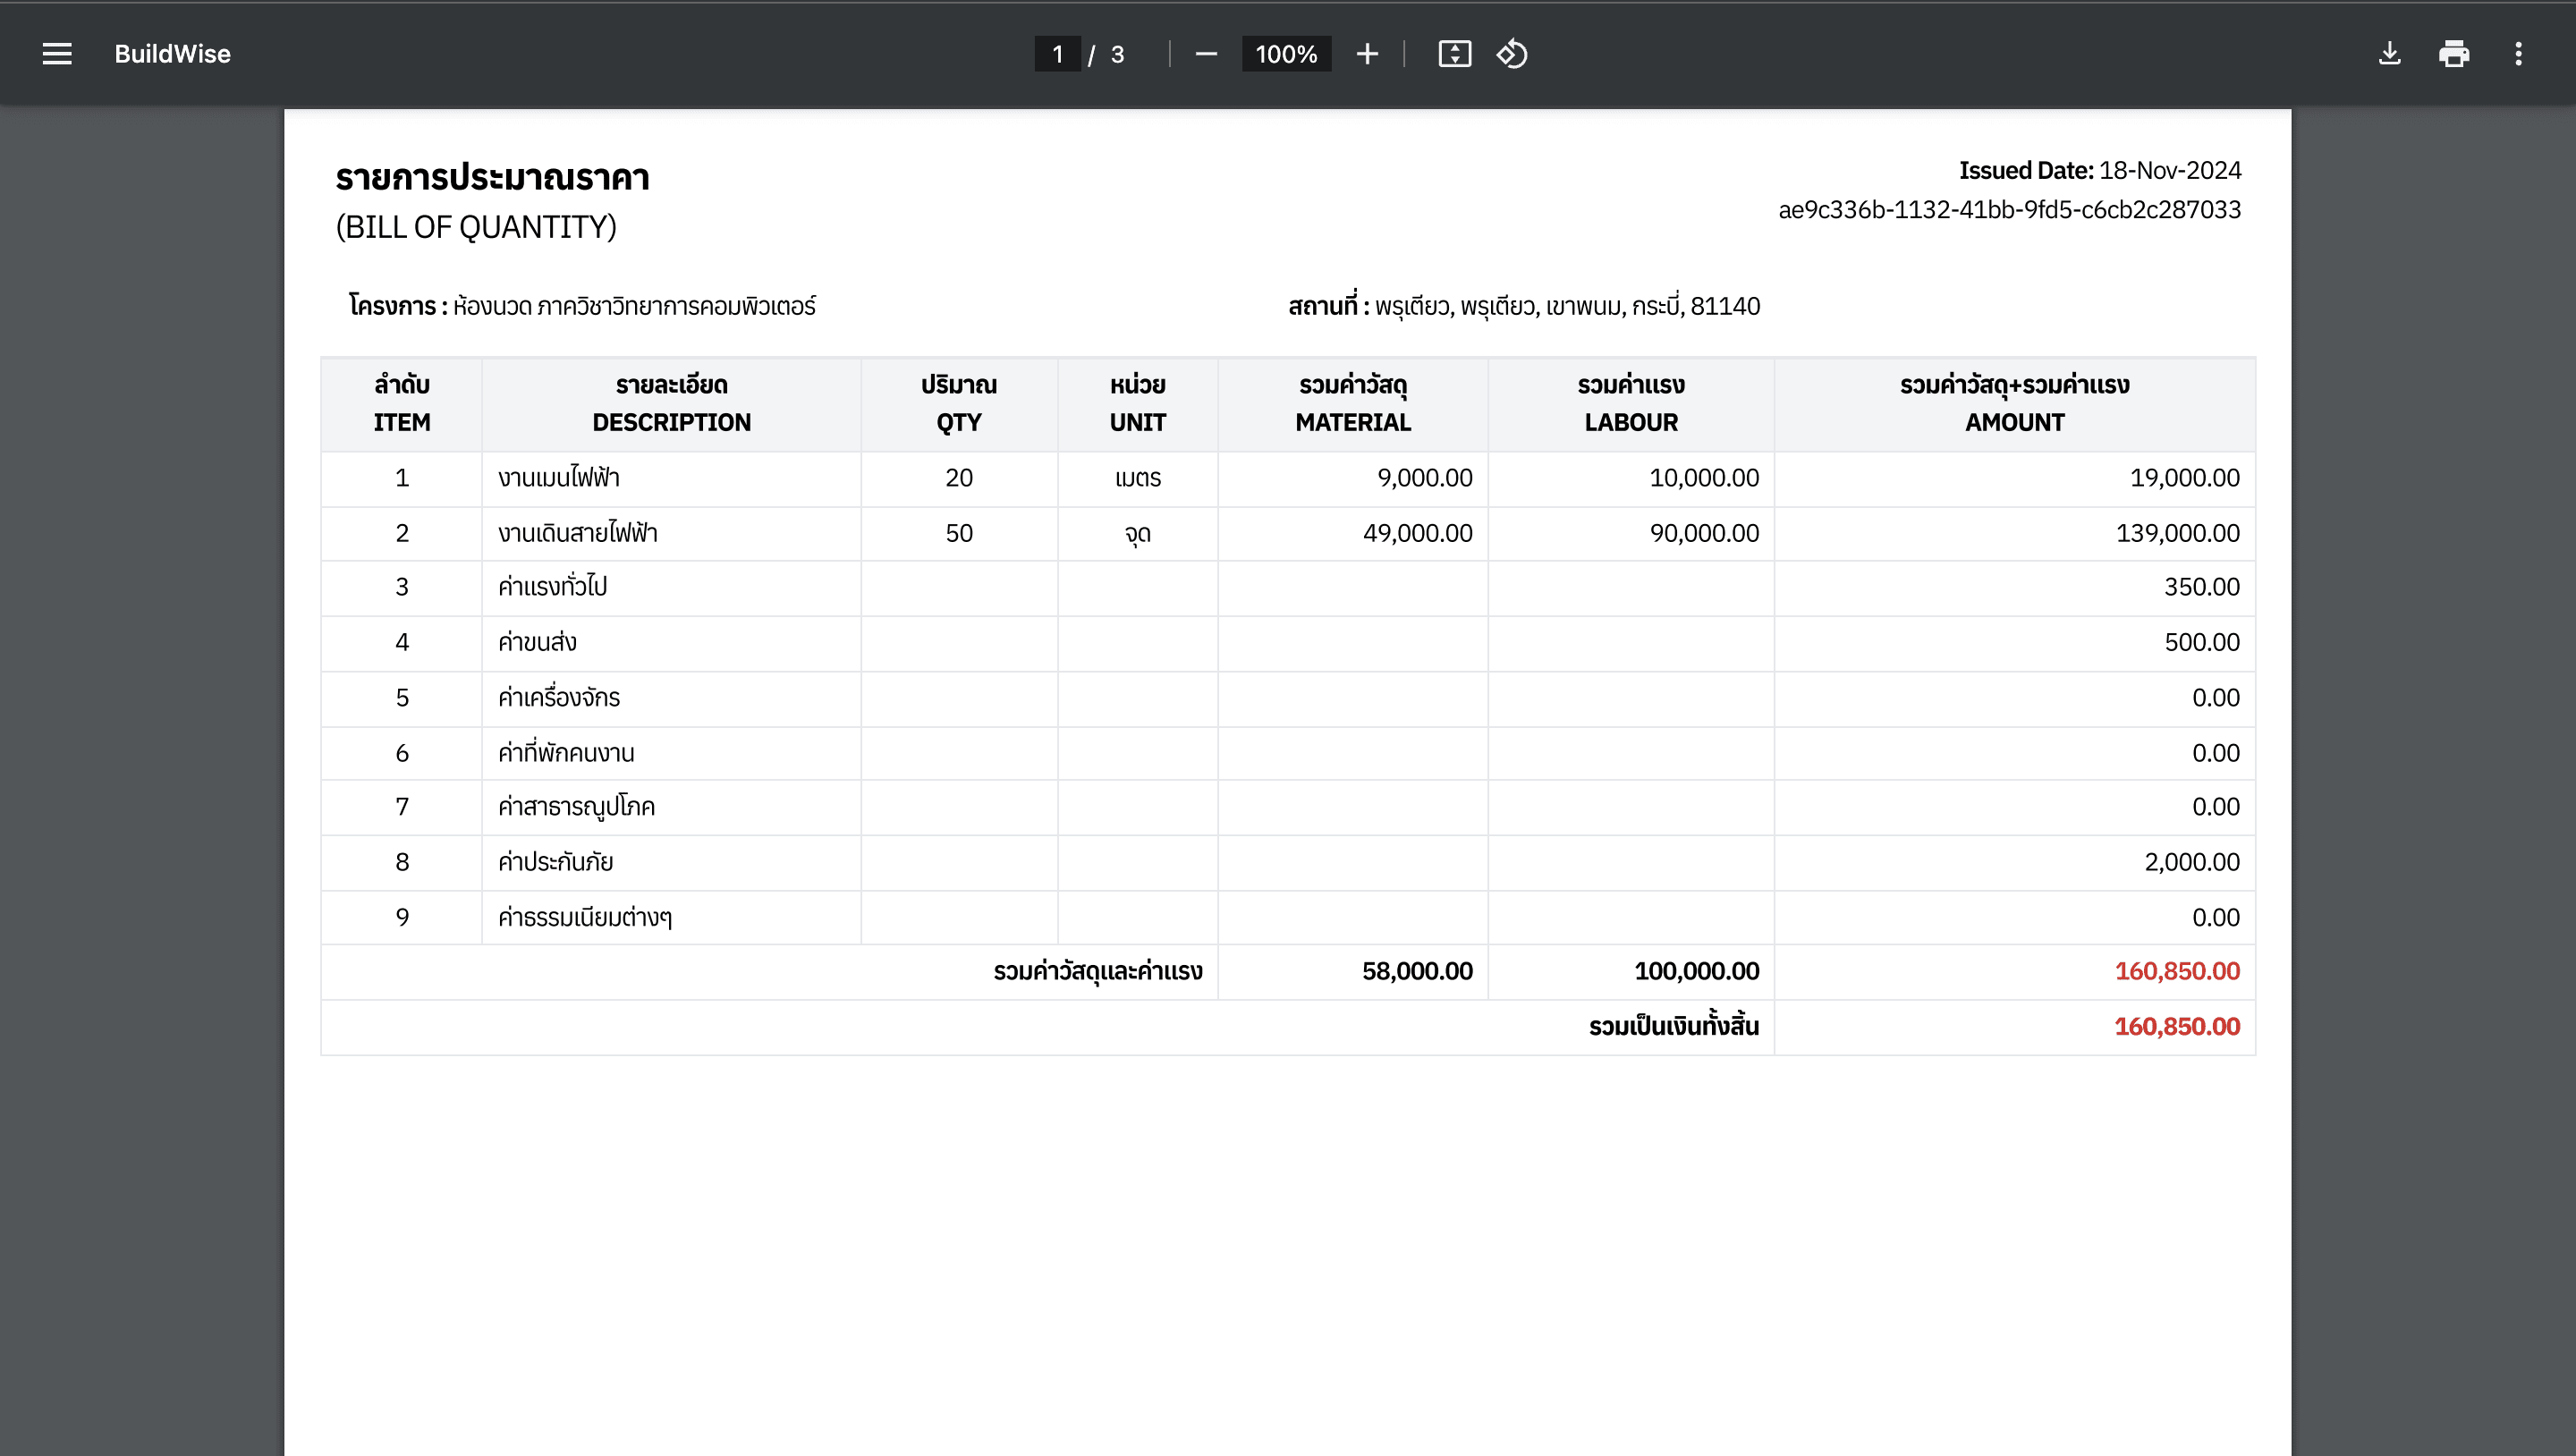 BuildWise
1 / 3
100%
รายการประมาณราคา
(BILL OF QUANTITY)
Issued Date: 18-Nov-2024
ae9c336b-1132-41bb-9fd5-c6cb2c287033
โครงการ : ห้องนวด ภาควิชาวิทยาการคอมพิวเตอร์
สถานที่ : พรุเตียว, พรุเตียว, เขาพนม, กระบี่, 81140
ลำดับ รายละเอียด ปริมาณ หน่วย รวมค่าวัสดุ รวมค่าแรง รวมค่าวัสดุ+รวมค่าแรง
ITEM DESCRIPTION QTY UNIT MATERIAL LABOUR AMOUNT
1 งานเมนไฟฟ้า 20 เมตร 9,000.00 10,000.00 19,000.00
2 งานเดินสายไฟฟ้า 50 จุด 49,000.00 90,000.00 139,000.00
3 ค่าแรงทั่วไป 350.00
4 ค่าขนส่ง 500.00
5 ค่าเครื่องจักร 0.00
6 ค่าที่พักคนงาน 0.00
7 ค่าสาธารณูปโภค 0.00
8 ค่าประกันภัย 2,000.00
9 ค่าธรรมเนียมต่างๆ 0.00
รวมค่าวัสดุและค่าแรง 58,000.00 100,000.00 160,850.00
รวมเป็นเงินทั้งสิ้น 160,850.00